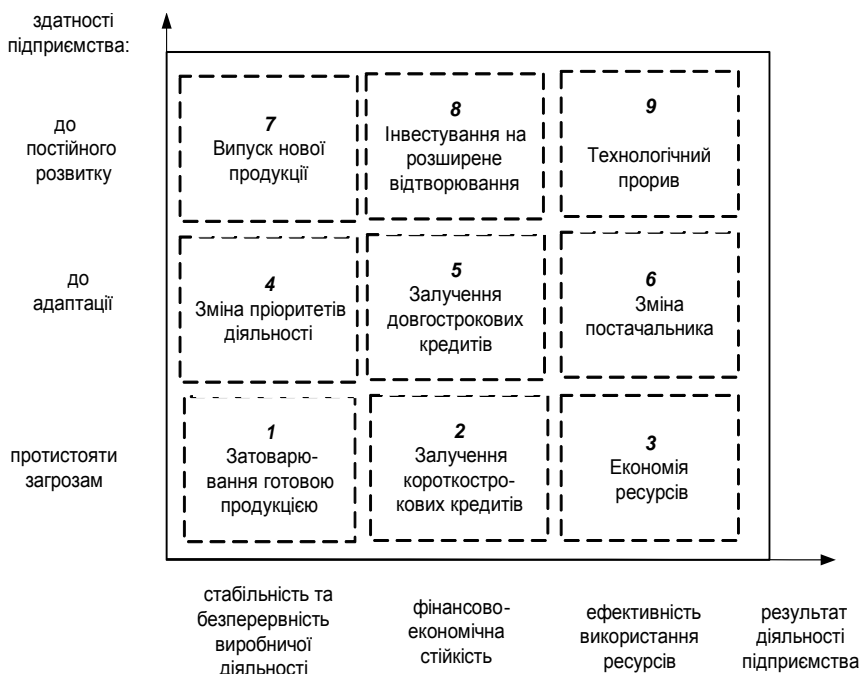 здатності
підприємства:
до
постійного
розвитку
7
Випуск нової
продукції
8
Інвестування на
розширене
відтворювання
9
Технологічний
прорив
до
адаптації
4
Зміна пріоритетів
діяльності
5
Залучення
довгострокових
кредитів
6
Зміна
постачальника
протистояти
загрозам
1
Затоварю-
вання готовою
продукцією
2
Залучення
короткостро-
кових кредитів
3
Економія
ресурсів
стабільність та
безперервність
виробничої
діяльності
фінансово-
економічна
стійкість
ефективність
використання
ресурсів
результат
діяльності
підприємства